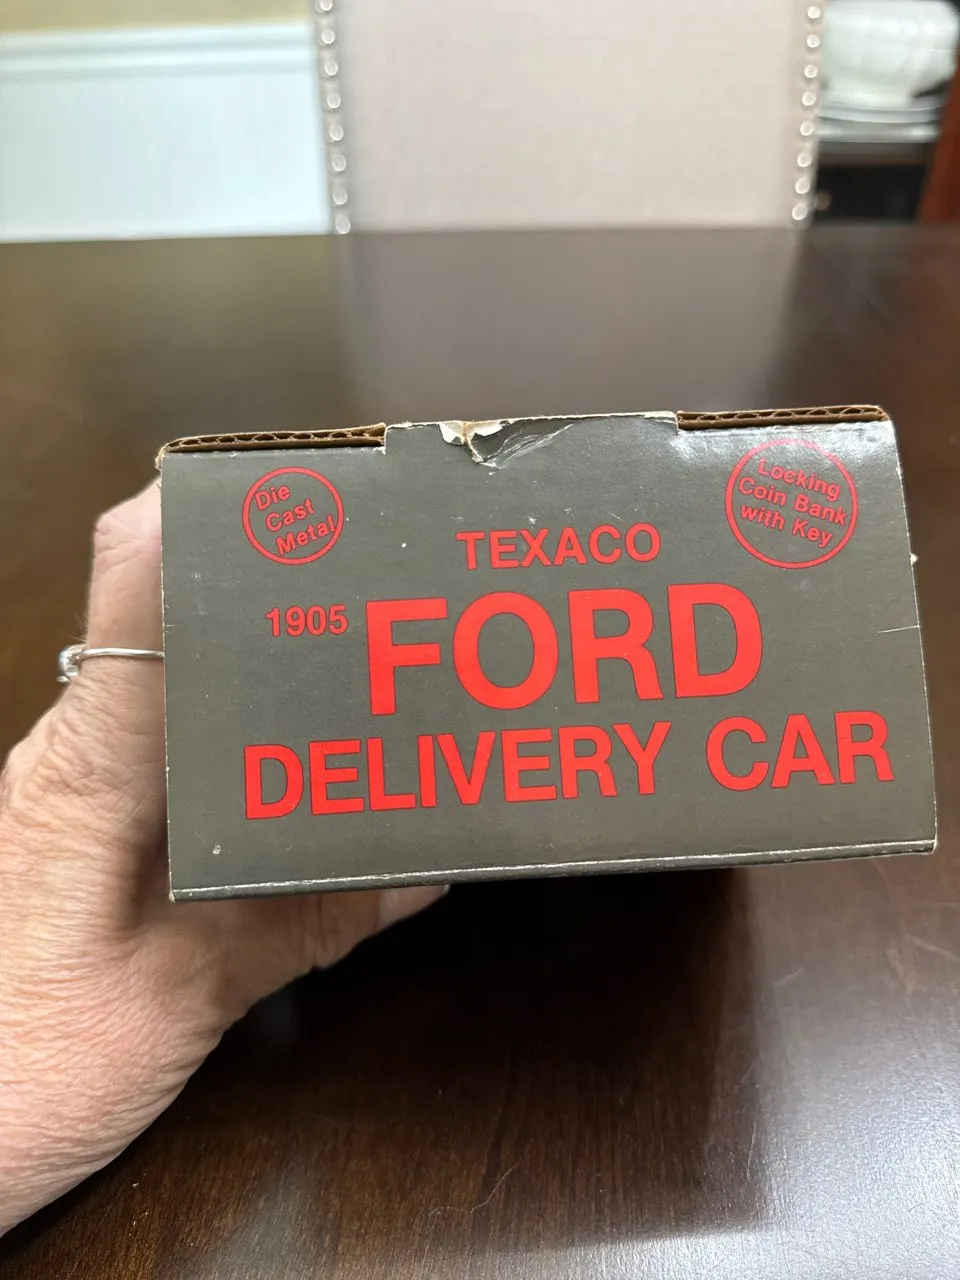 Die
Cast
Metal
Locking
Coin Bank
with Key
TEXACO
1905 FORD
DELIVERY CAR